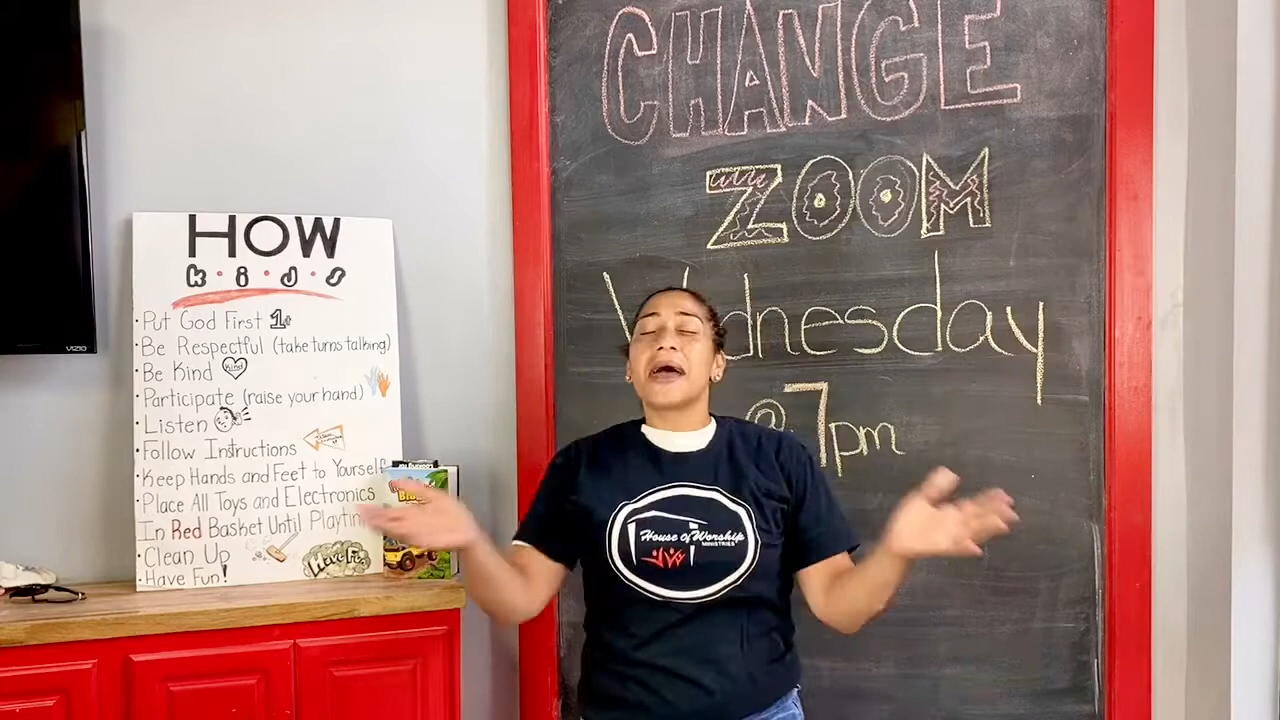 CHANGE
ZOOM
Wednesday
@ 7pm
HOW
kids
· Put God First 1st
· Be Respectful (take turns talking)
· Be Kind kind
· Participate (raise your hand)
· Listen
· Follow Instructions
· Keep Hands and Feet to Yourself
· Place All Toys and Electronics
In Red Basket Until
· Clean Up
· Have Fun!
Have Fun
House of Worship
MINISTRIES
VIZIO